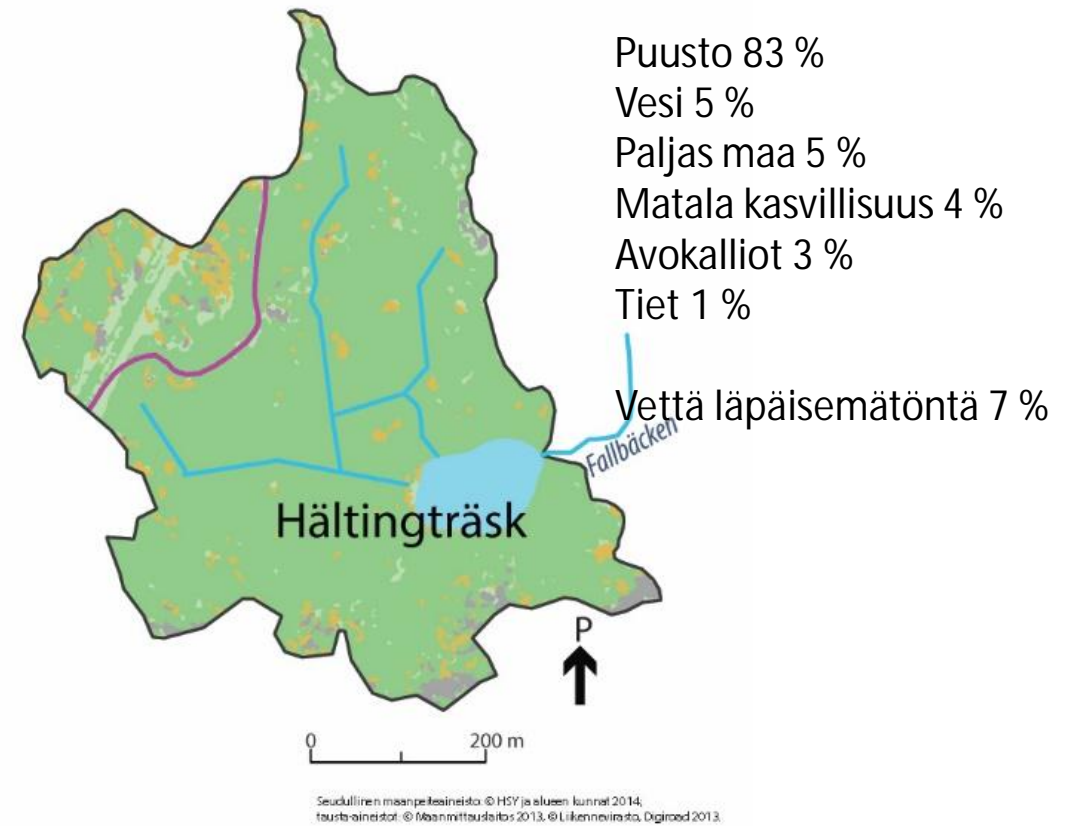 Puusto 83 %
Vesi 5 %
Paljas maa 5 %
Matala kasvillisuus 4 %
Avokalliot 3 %
Tiet 1 %
Vettä läpäisemätöntä 7 %
Fallbäcken
Hältingträsk
P
0 200 m
Seudullinen maanpeiteaineisto: © HSY ja alueen kunnat 2014;
tausta-aineistot: © Maanmittauslaitos 2013, © Liikennevirasto, Digiroad 2013.